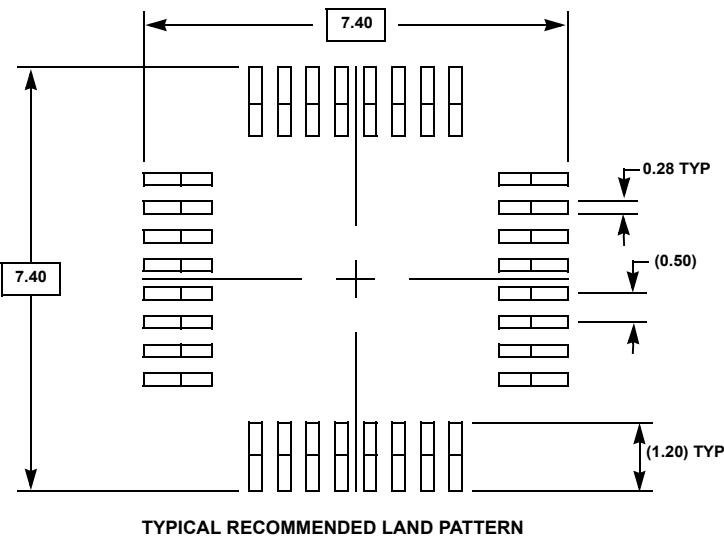 7.40
0.28 TYP
(0.50)
7.40
(1.20) TYP
TYPICAL RECOMMENDED LAND PATTERN